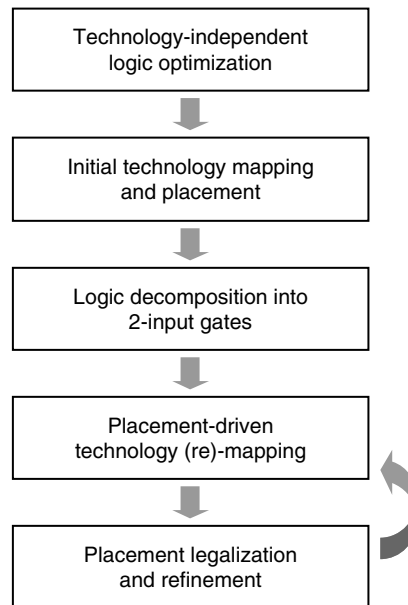 Technology-independent
logic optimization
Initial technology mapping
and placement
Logic decomposition into
2-input gates
Placement-driven
technology (re)-mapping
Placement legalization
and refinement